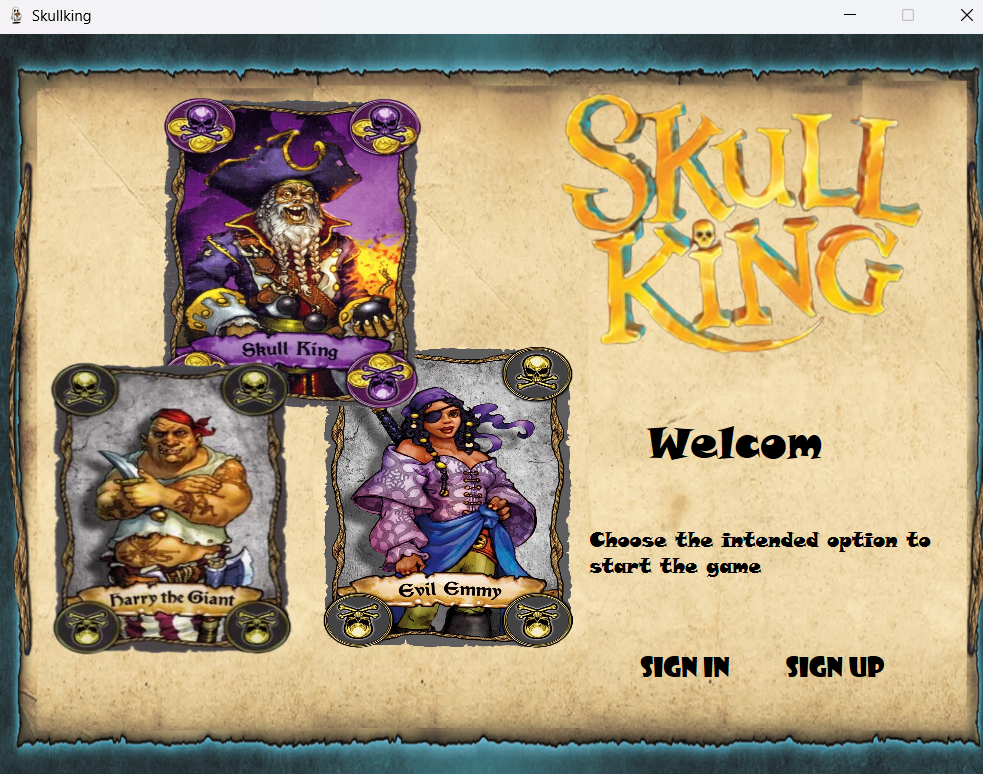 Skullking
SKULL
KING
Skull King
Harry the Giant
Evil Emmy
Welcom
Choose the intended option to
start the game
SIGN IN
SIGN UP